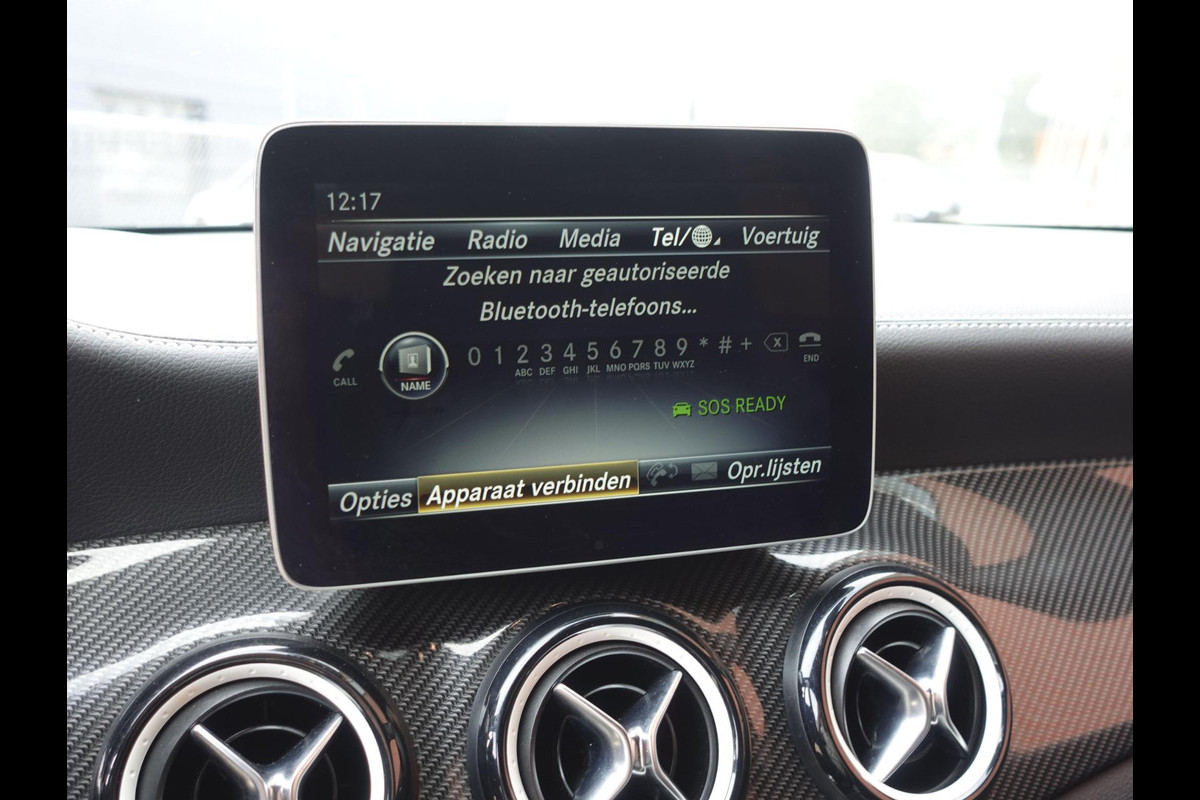 12:17
Navigatie Radio Media Tel/ Voertuig
Zoeken naar geautoriseerde
Bluetooth-telefoons...
0 1 2 3 4 5 6 7 8 9 * # + X
CALL NAME ABC DEF GHI JKL MNO PQRS TUV WXYZ END
SOS READY
Opties Apparaat verbinden Opr.lijsten